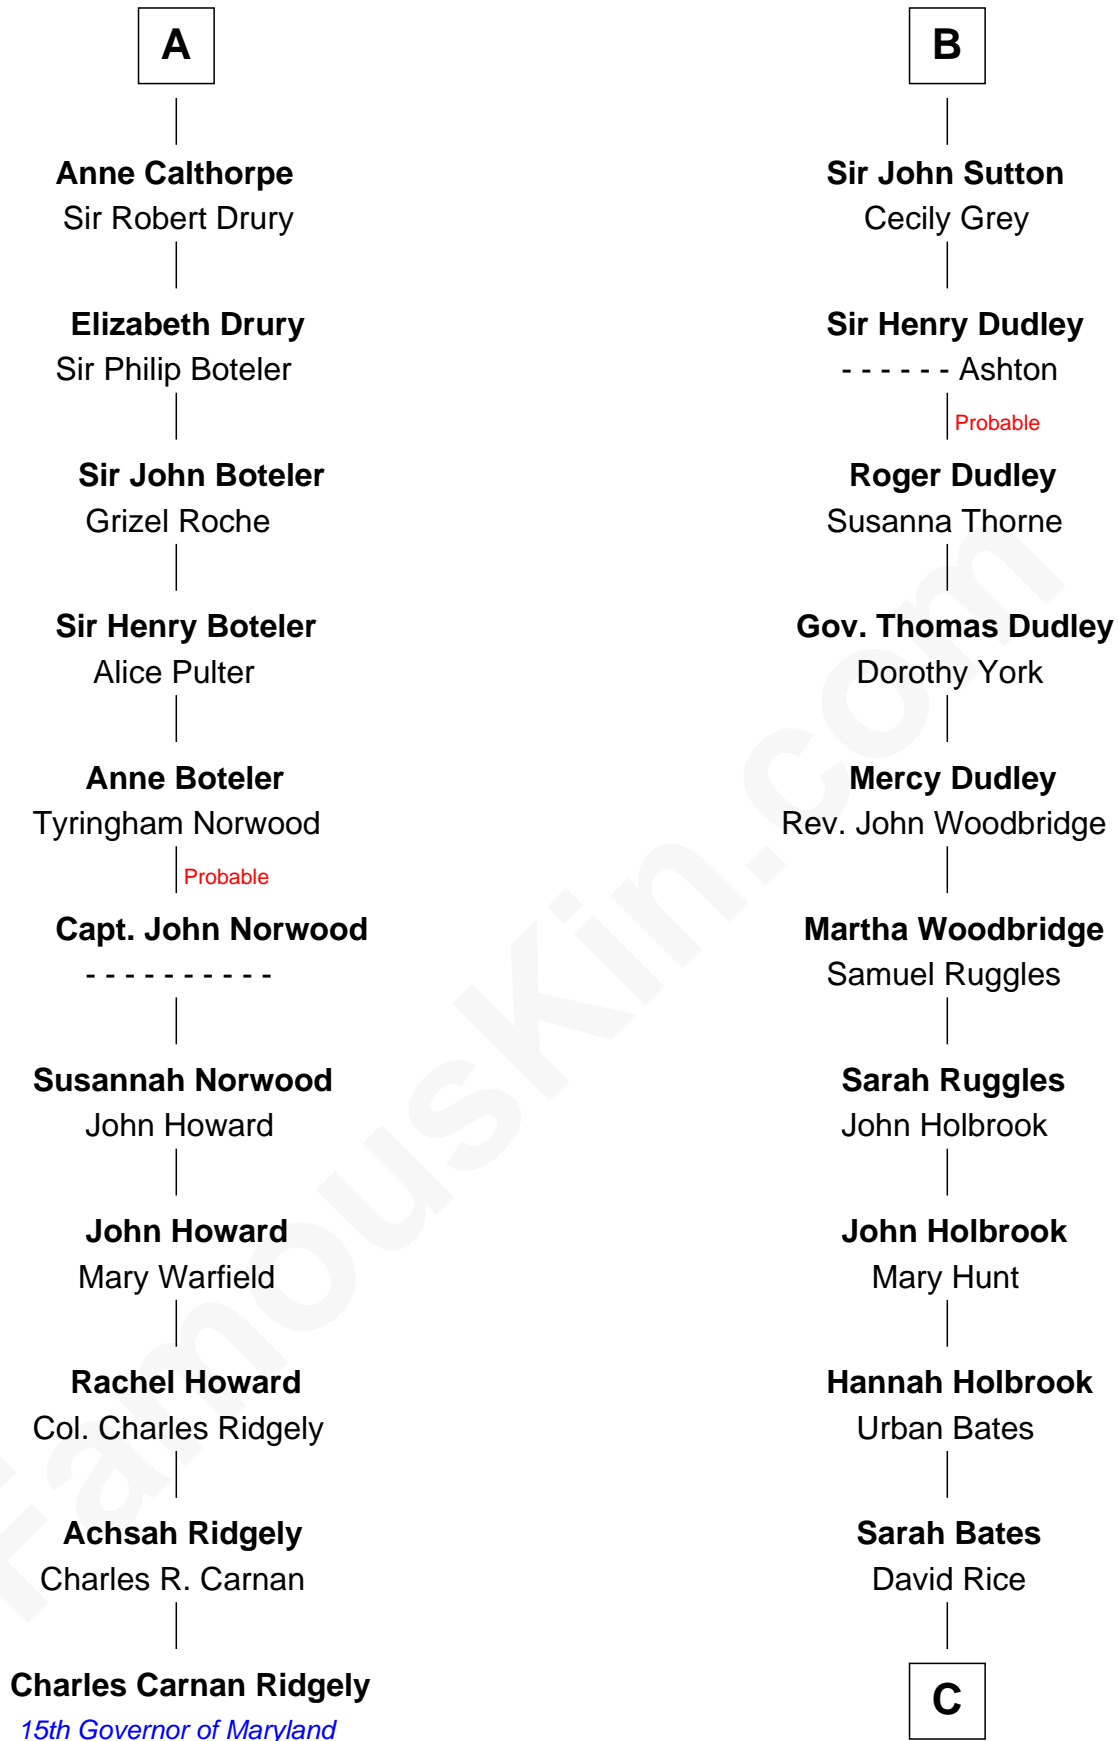 A
Anne Calthorpe
Sir Robert Drury
Elizabeth Drury
Sir Philip Boteler
Sir John Boteler
Grizel Roche
Sir Henry Boteler
Alice Pulter
Anne Boteler
Tyringham Norwood
Probable
Capt. John Norwood
- - - - - - - - - -
Susannah Norwood
John Howard
John Howard
Mary Warfield
Rachel Howard
Col. Charles Ridgely
Achsah Ridgely
Charles R. Carnan
Charles Carnan Ridgely
15th Governor of Maryland
B
Sir John Sutton
Cecily Grey
Sir Henry Dudley
- - - - - - Ashton
Probable
Roger Dudley
Susanna Thorne
Gov. Thomas Dudley
Dorothy York
Mercy Dudley
Rev. John Woodbridge
Martha Woodbridge
Samuel Ruggles
Sarah Ruggles
John Holbrook
John Holbrook
Mary Hunt
Hannah Holbrook
Urban Bates
Sarah Bates
David Rice
C
FamousKin.com